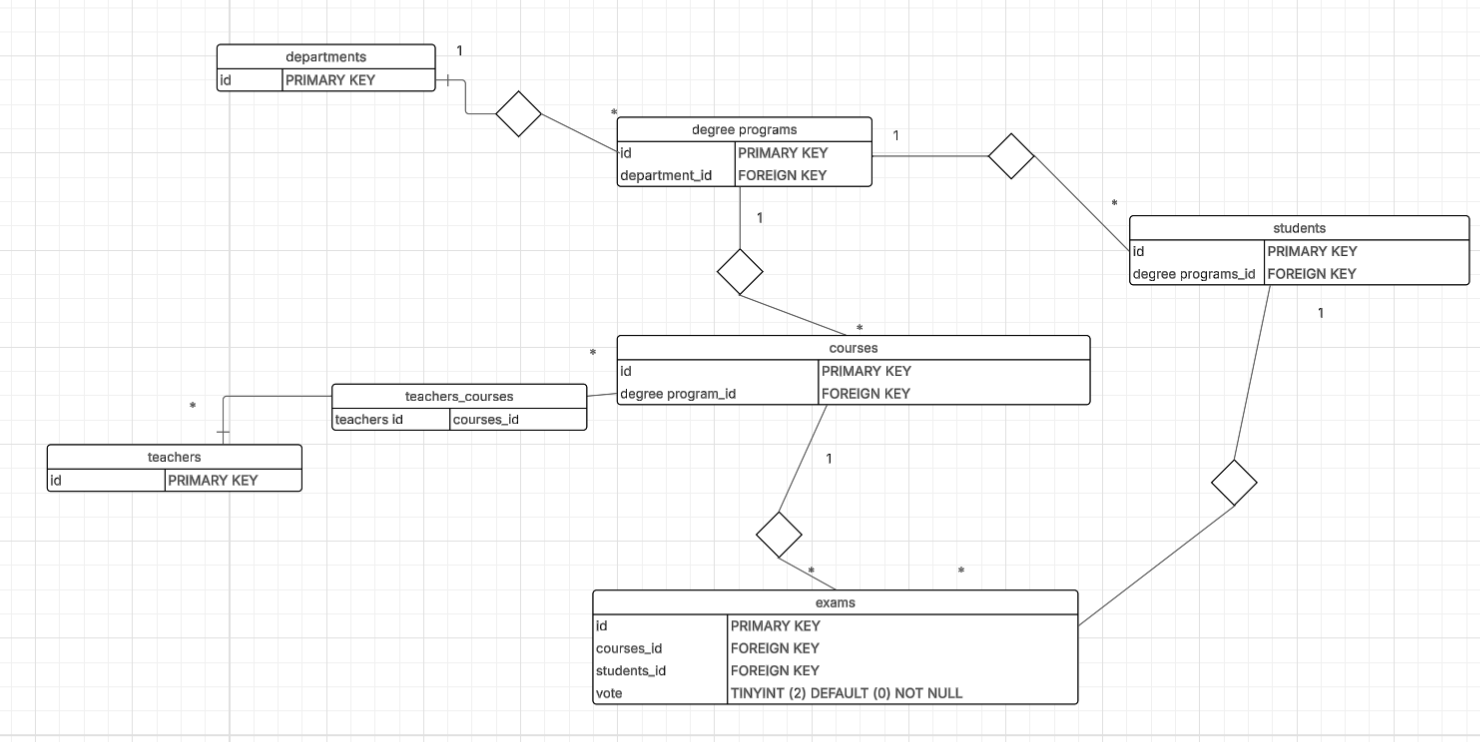 departments
1
id PRIMARY KEY
*
degree programs
1
id PRIMARY KEY
department_id FOREIGN KEY
*
1
students
id PRIMARY KEY
degree programs_id FOREIGN KEY
1
*
courses
*
id PRIMARY KEY
degree program_id FOREIGN KEY
teachers_courses
teachers id courses_id
*
teachers
id PRIMARY KEY
1
*
*
exams
id PRIMARY KEY
courses_id FOREIGN KEY
students_id FOREIGN KEY
vote TINYINT (2) DEFAULT (0) NOT NULL